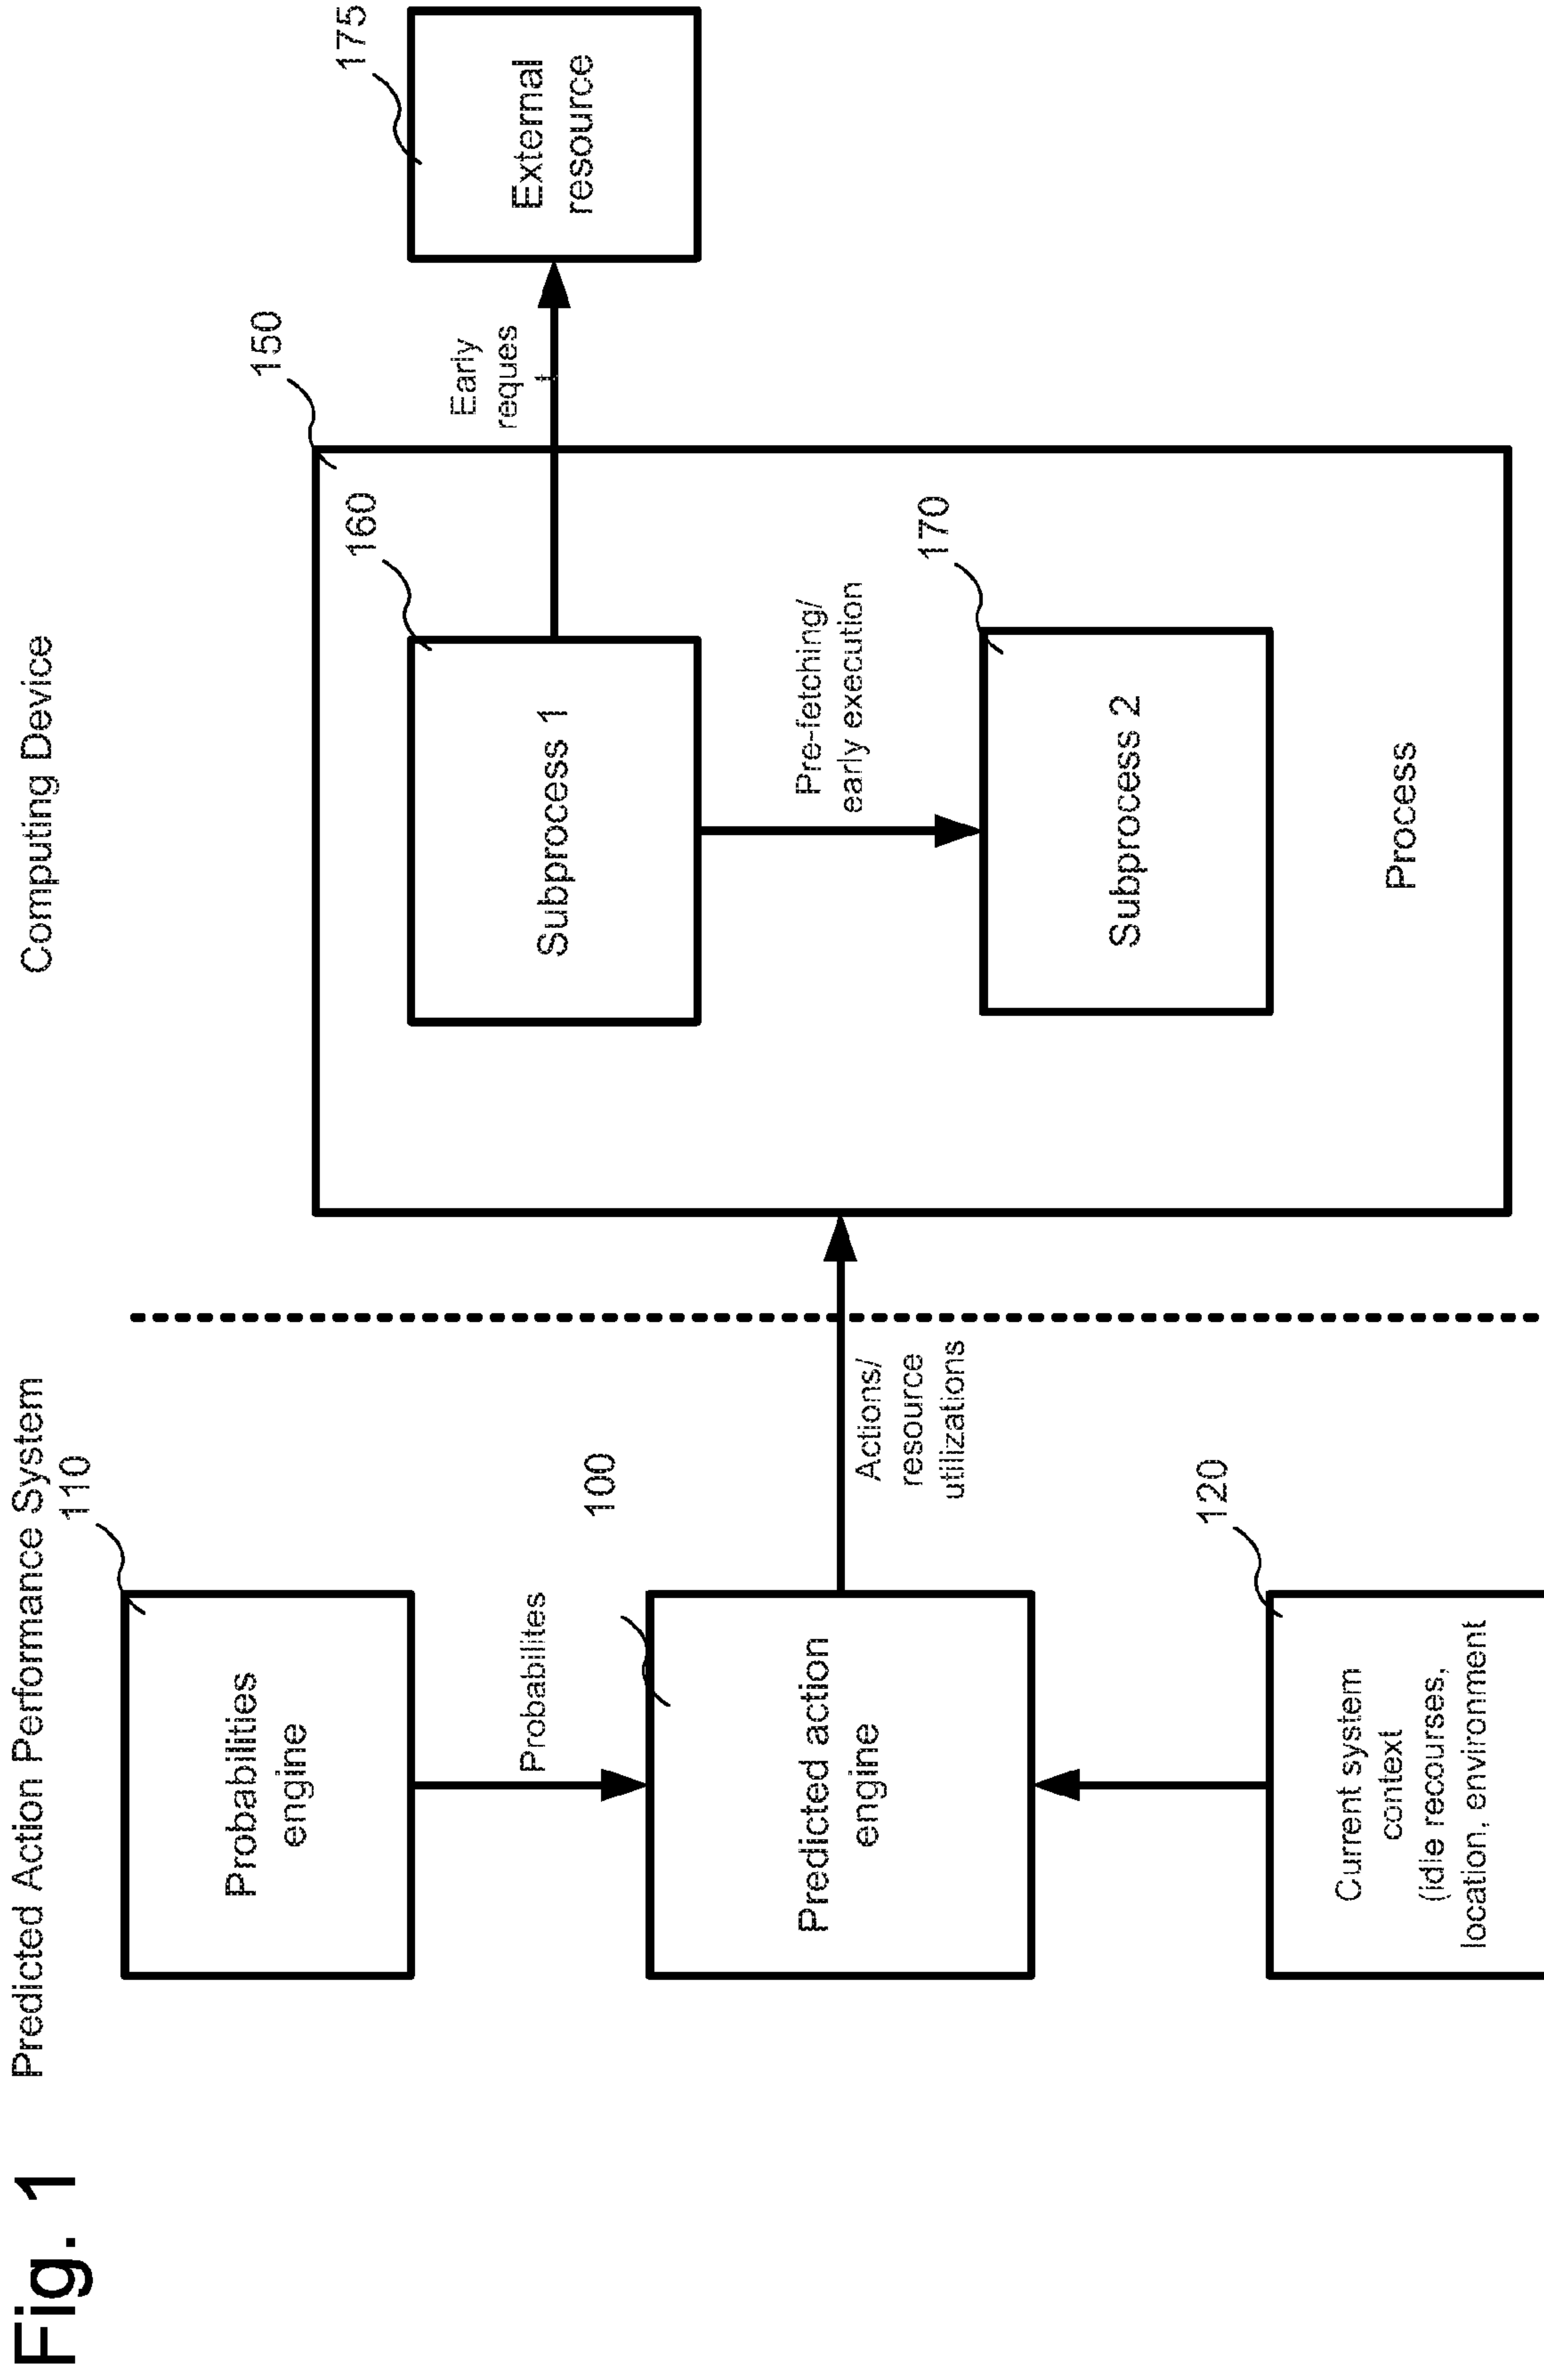 Fig. 1
Predicted Action Performance System
Computing Device
110
Probabilities
engine
Probabilites
100
Predicted action
engine
120
Current system
context
(idle recourses,
location, environment
Actions/
resource
utilizations
150
160
Subprocess 1
Pre-fetching/
early execution
170
Subprocess 2
Process
Early
reques
t
175
External
resource